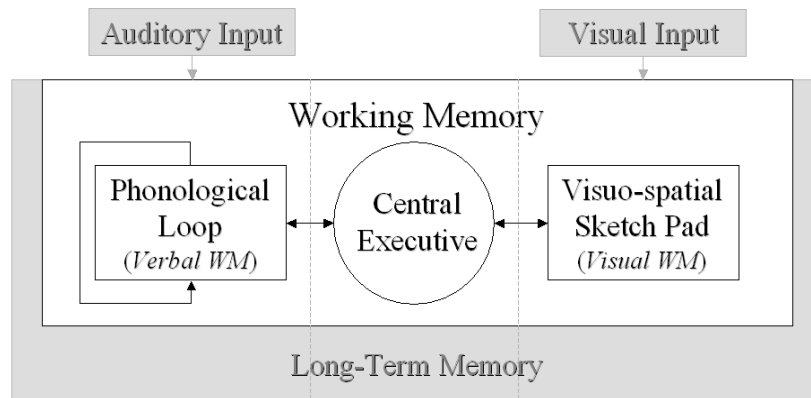 Auditory Input
Visual Input
Working Memory
Phonological
Loop
(Verbal WM)
Central
Executive
Visuo-spatial
Sketch Pad
(Visual WM)
Long-Term Memory